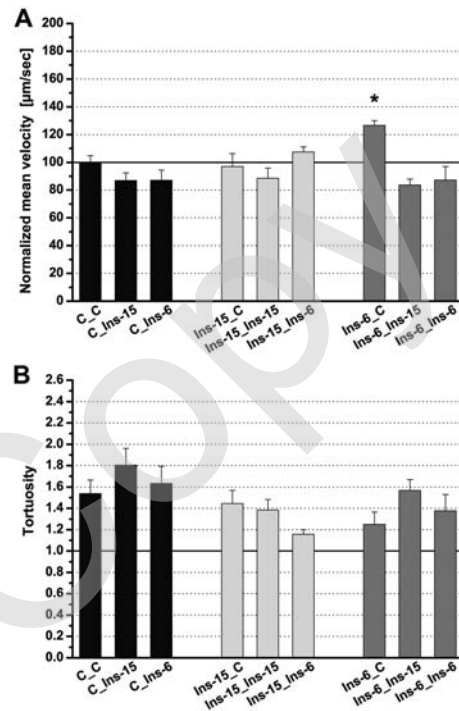 A
Normalized mean velocity [µm/sec]
200
180
160
140
120
100
80
60
40
20
0
*
C_C
C_Ins-15
C_Ins-6
Ins-15_C
Ins-15_Ins-15
Ins-15_Ins-6
Ins-6_C
Ins-6_Ins-15
Ins-6_Ins-6
B
Tortuosity
2.6
2.4
2.2
2.0
1.8
1.6
1.4
1.2
1.0
0.8
0.6
0.4
0.2
0.0
C_C
C_Ins-15
C_Ins-6
Ins-15_C
Ins-15_Ins-15
Ins-15_Ins-6
Ins-6_C
Ins-6_Ins-15
Ins-6_Ins-6
Copy